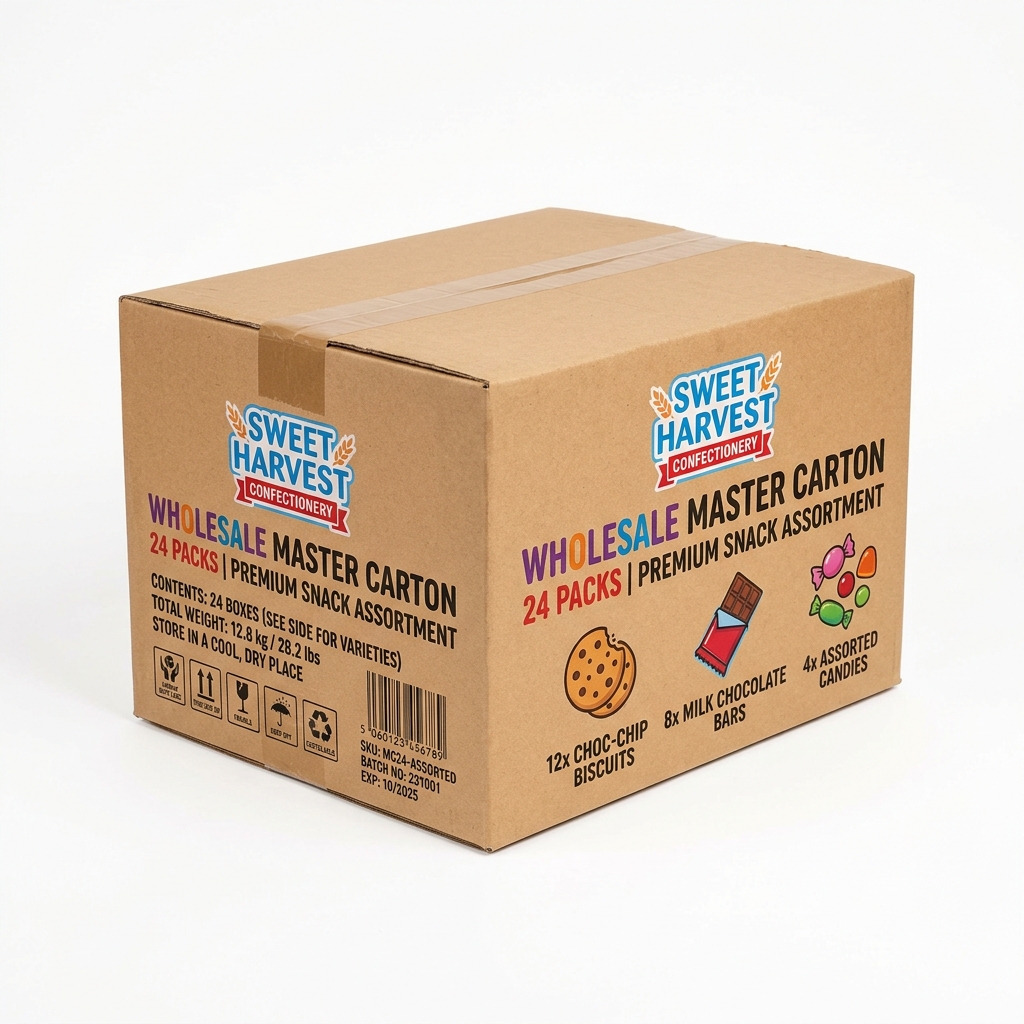 SWEET
HARVEST
CONFECTIONERY
WHOLESALE MASTER CARTON
24 PACKS | PREMIUM SNACK ASSORTMENT
CONTENTS: 24 BOXES (SEE SIDE FOR VARIETIES)
TOTAL WEIGHT: 12.8 kg / 28.2 lbs
STORE IN A COOL, DRY PLACE
5 060123 456789
SKU: MC24-ASSORTED
BATCH NO: 23T001
EXP: 10/2025
SWEET
HARVEST
CONFECTIONERY
WHOLESALE MASTER CARTON
24 PACKS | PREMIUM SNACK ASSORTMENT
12x CHOC-CHIP
BISCUITS
8x MILK CHOCOLATE
BARS
4x ASSORTED
CANDIES